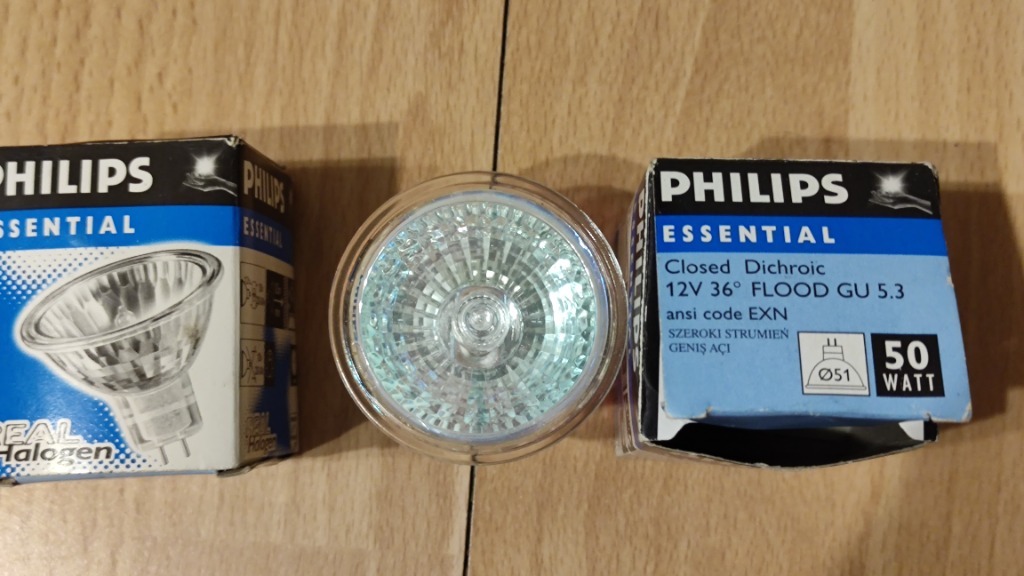 PHILIPS
ESSENTIAL
REAL
Halogen
PHILIPS
ESSENTIAL
PHILIPS
ESSENTIAL
Closed Dichroic
12V 36° FLOOD GU 5.3
ansi code EXN
SZEROKI STRUMIEŃ
GENIŞ AÇI
Ø51
50
WATT